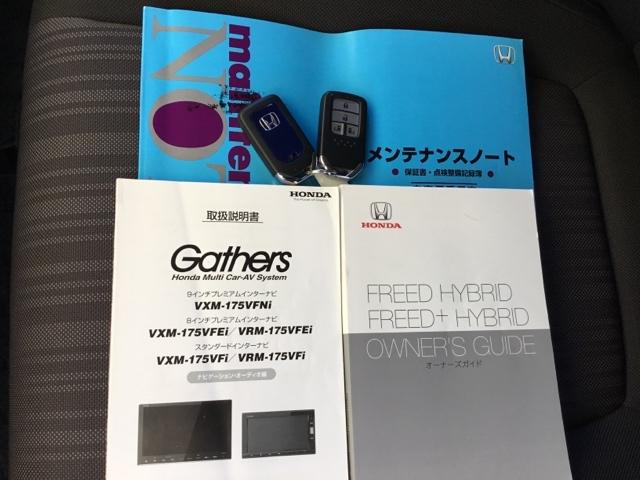 メンテナンスノート
● 保証書・点検整備記録簿 ●
HONDA
The Power of Dreams
取扱説明書
Gathers
Honda Multi Car-AV System
9インチプレミアムインターナビ
VXM-175VFNi
8インチプレミアムインターナビ
VXM-175VFEi/VRM-175VFEi
スタンダードインターナビ
VXM-175VFi/VRM-175VFi
ナビゲーション・オーディオ編
HONDA
FREED HYBRID
FREED+ HYBRID
OWNER'S GUIDE
オーナーズガイド